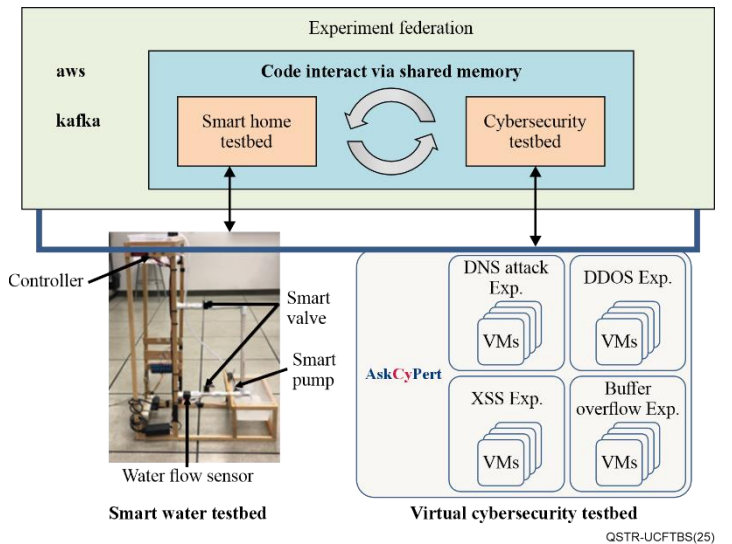 Experiment federation
aws
kafka
Code interact via shared memory
Smart home
testbed
Cybersecurity
testbed
Controller
Smart
valve
Smart
pump
Water flow sensor
Smart water testbed
AskCyPert
DNS attack
Exp.
VMs
DDOS Exp.
VMs
XSS Exp.
VMs
Buffer
overflow Exp.
VMs
Virtual cybersecurity testbed
QSTR-UCFTBS(25)